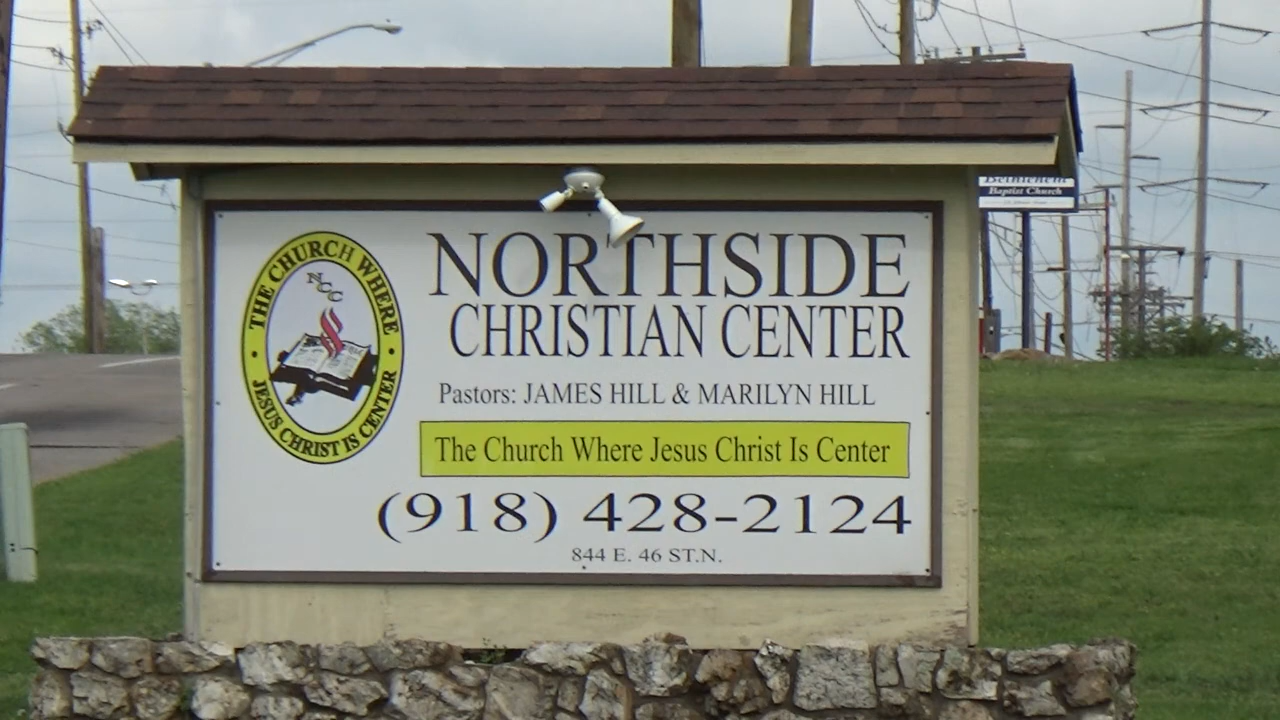 THE CHURCH WHERE
NCC
JESUS CHRIST IS CENTER
NORTHSIDE
CHRISTIAN CENTER
Pastors: JAMES HILL & MARILYN HILL
The Church Where Jesus Christ Is Center
(918) 428-2124
844 E. 46 ST.N.
Bethlehem
Baptist Church